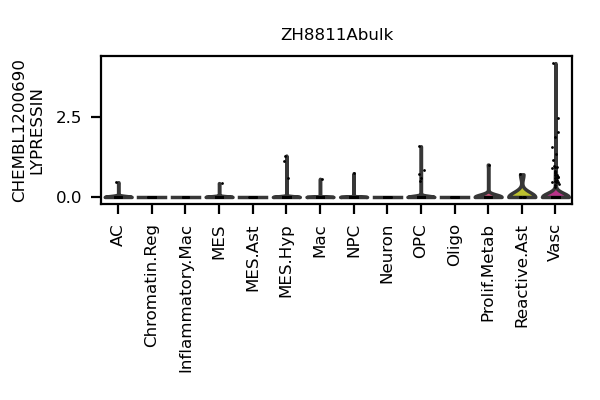 ZH8811Abulk
CHEMBL1200690
LYPRESSIN
2.5
0.0
AC
Chromatin.Reg
Inflammatory.Mac
MES
MES.Ast
MES.Hyp
Mac
NPC
Neuron
OPC
Oligo
Prolif.Metab
Reactive.Ast
Vasc